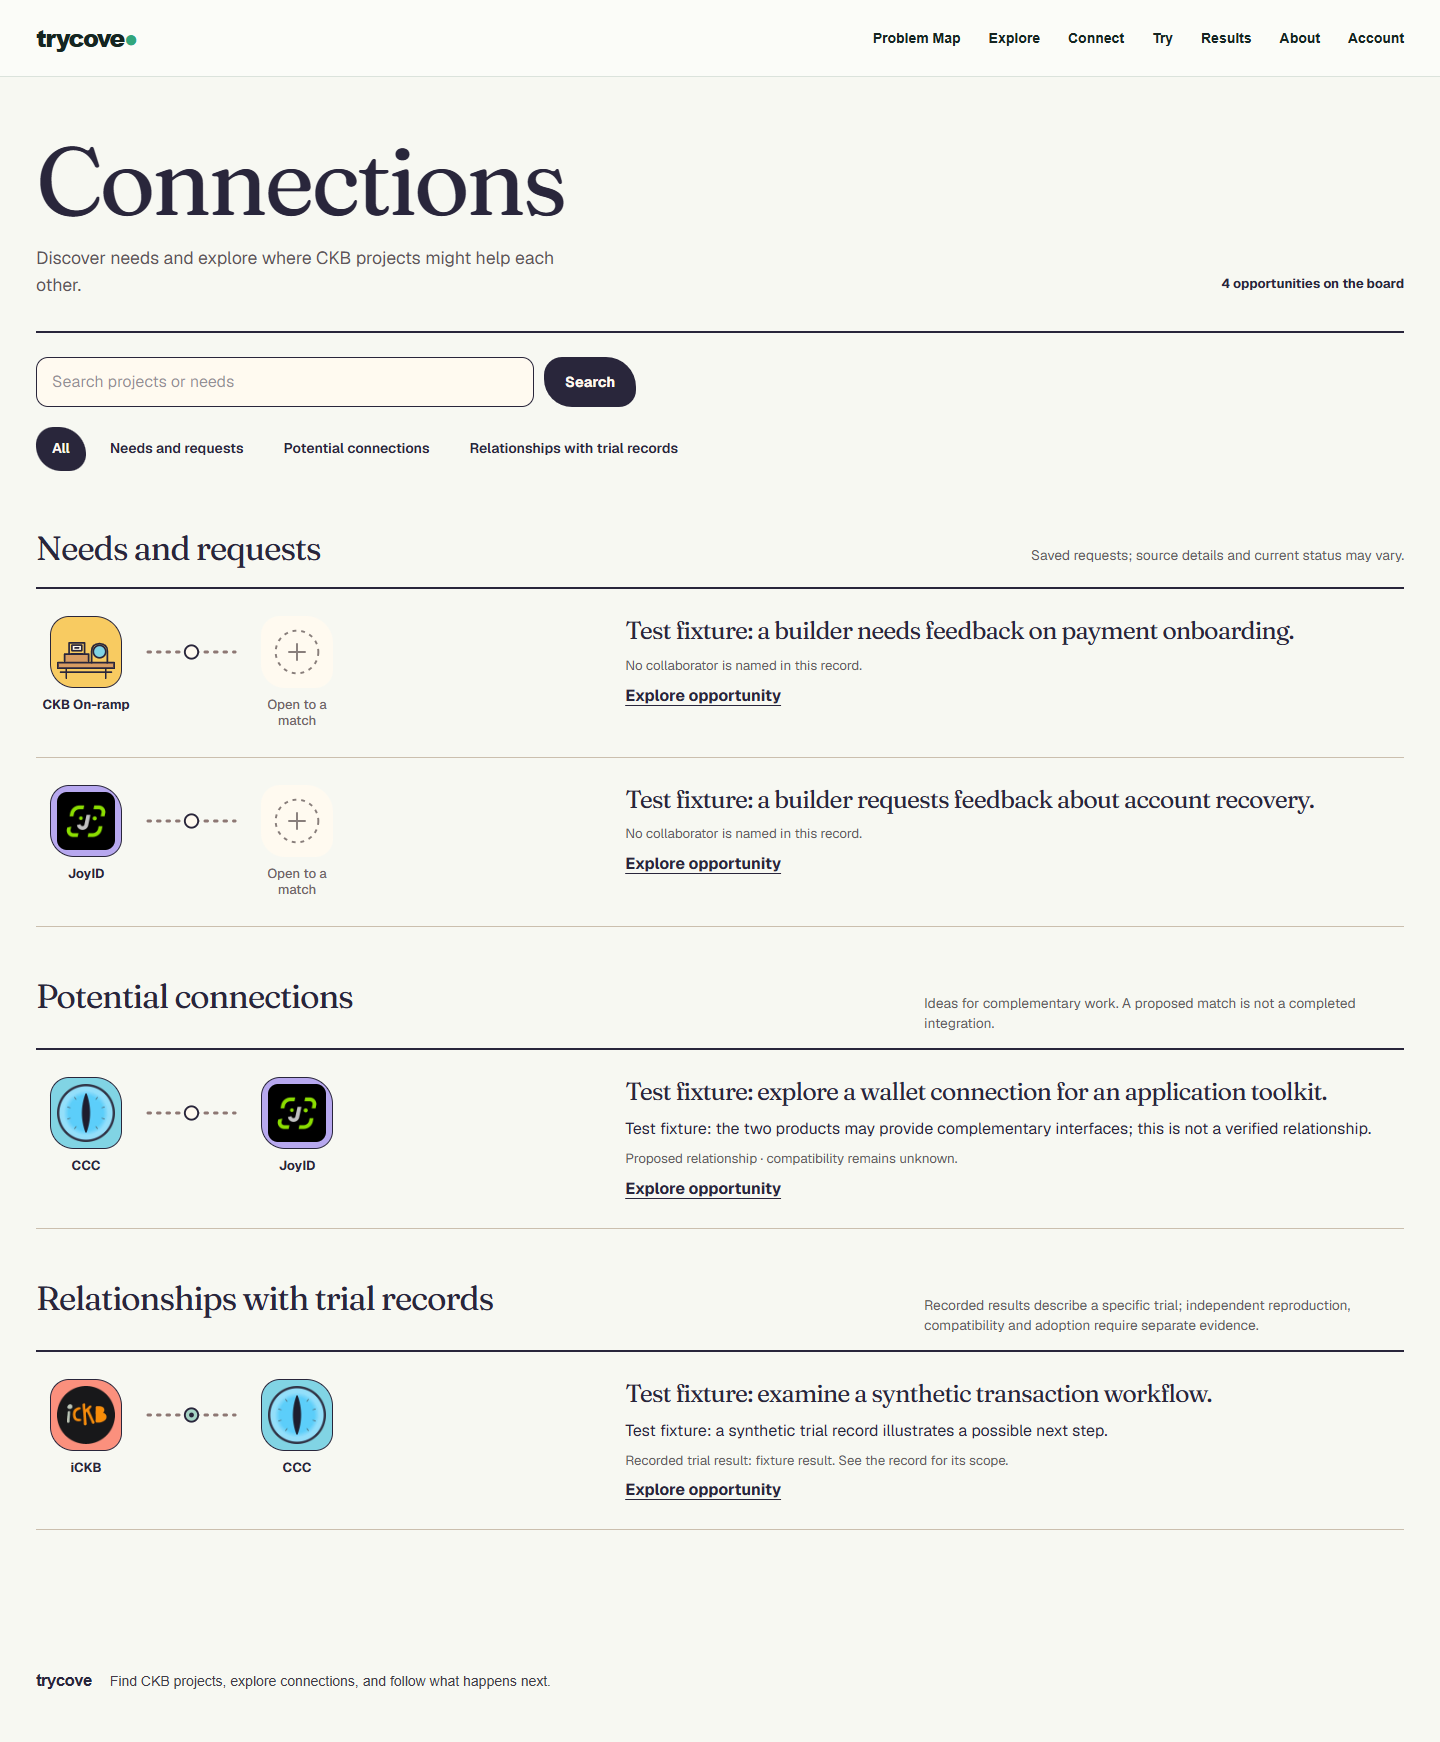 trycove
Problem Map Explore Connect Try Results About Account
Connections
Discover needs and explore where CKB projects might help each
other.
4 opportunities on the board
Search projects or needs
Search
All Needs and requests Potential connections Relationships with trial records
Needs and requests
Saved requests; source details and current status may vary.
CKB On-ramp
Open to a
match
Test fixture: a builder needs feedback on payment onboarding.
No collaborator is named in this record.
Explore opportunity
JoyID
Open to a
match
Test fixture: a builder requests feedback about account recovery.
No collaborator is named in this record.
Explore opportunity
Potential connections
Ideas for complementary work. A proposed match is not a completed
integration.
CCC
J
JoyID
Test fixture: explore a wallet connection for an application toolkit.
Test fixture: the two products may provide complementary interfaces; this is not a verified relationship.
Proposed relationship · compatibility remains unknown.
Explore opportunity
Relationships with trial records
Recorded results describe a specific trial; independent reproduction,
compatibility and adoption require separate evidence.
iCKB
iCKB
CCC
Test fixture: examine a synthetic transaction workflow.
Test fixture: a synthetic trial record illustrates a possible next step.
Recorded trial result: fixture result. See the record for its scope.
Explore opportunity
trycove Find CKB projects, explore connections, and follow what happens next.